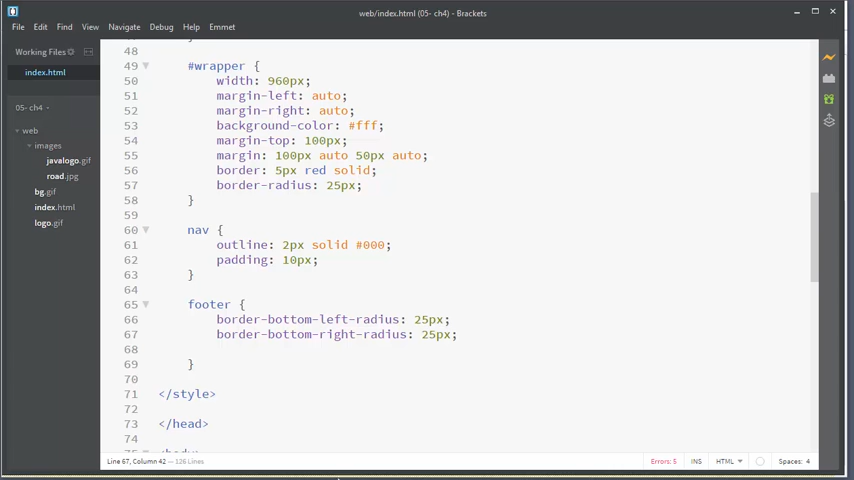 web/index.html (05- ch4) - Brackets
File Edit Find View Navigate Debug Help Emmet
Working Files
index.html
05- ch4
web
images
javalogo.gif
road.jpg
bg.gif
index.html
logo.gif
48
49 #wrapper {
50 width: 960px;
51 margin-left: auto;
52 margin-right: auto;
53 background-color: #fff;
54 margin-top: 100px;
55 margin: 100px auto 50px auto;
56 border: 5px red solid;
57 border-radius: 25px;
58 }
59
60 nav {
61 outline: 2px solid #000;
62 padding: 10px;
63 }
64
65 footer {
66 border-bottom-left-radius: 25px;
67 border-bottom-right-radius: 25px;
68
69 }
70
71 </style>
72
73 </head>
74
Line 67, Column 42 — 126 Lines
Errors: 5 INS HTML Spaces: 4